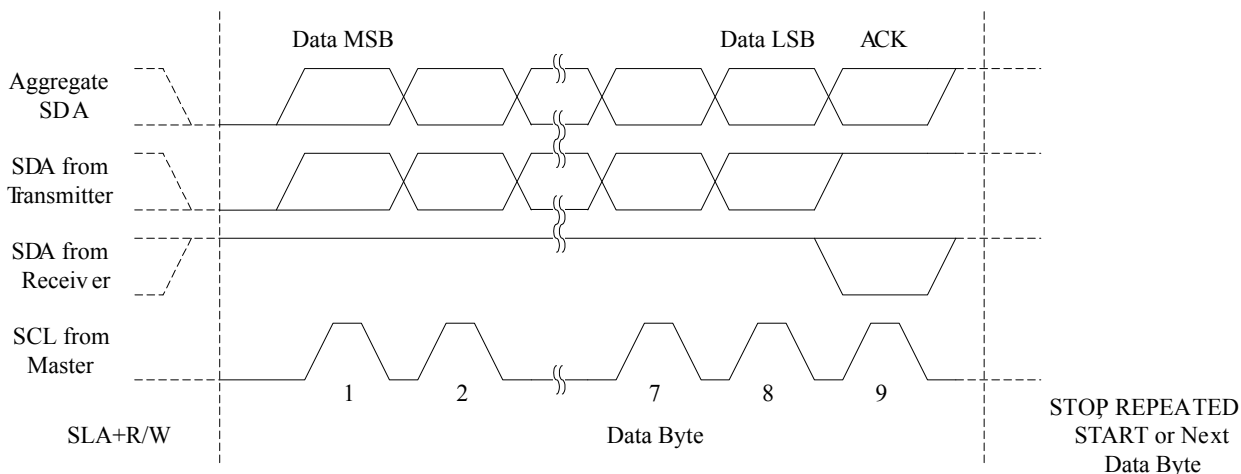 Data MSB
Data LSB
ACK
Aggregate
SDA
SDA from
Transmitter
SDA from
Receiver
SCL from
Master
1
2
7
8
9
SLA+R/W
Data Byte
STOP, REPEATED
START or Next
Data Byte